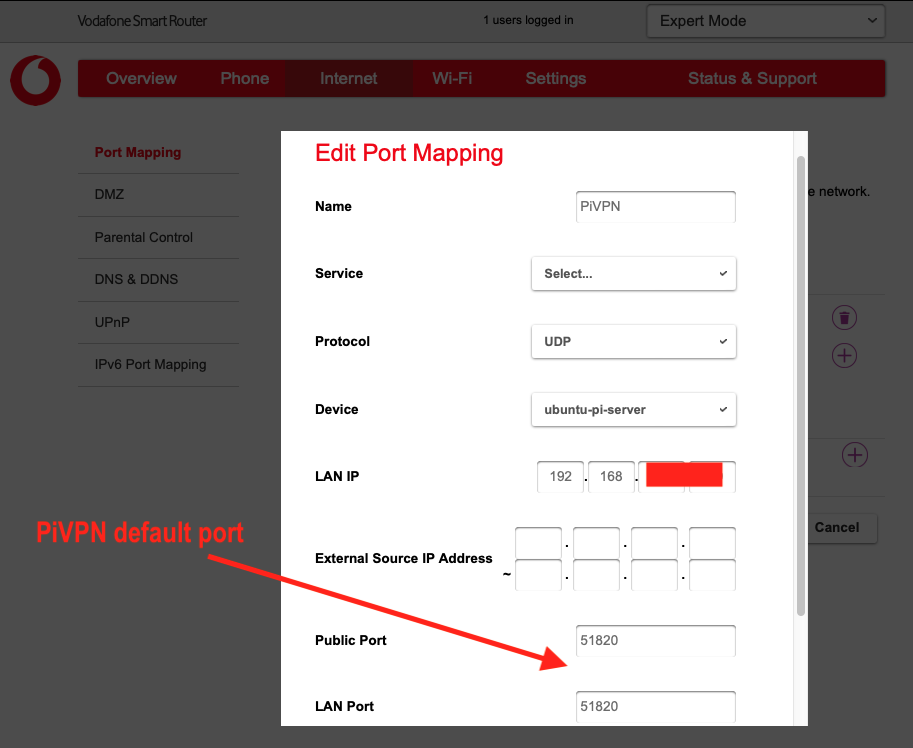 Vodafone Smart Router
1 users logged in
Expert Mode
Overview
Phone
Internet
Wi-Fi
Settings
Status & Support
Port Mapping
DMZ
Parental Control
DNS & DDNS
UPnP
IPv6 Port Mapping
Edit Port Mapping
e network.
Name
PiVPN
Service
Select...
Protocol
UDP
Device
ubuntu-pi-server
LAN IP
192 . 168 .
PiVPN default port
Cancel
External Source IP Address
. . .
~ . . .
Public Port
51820
LAN Port
51820